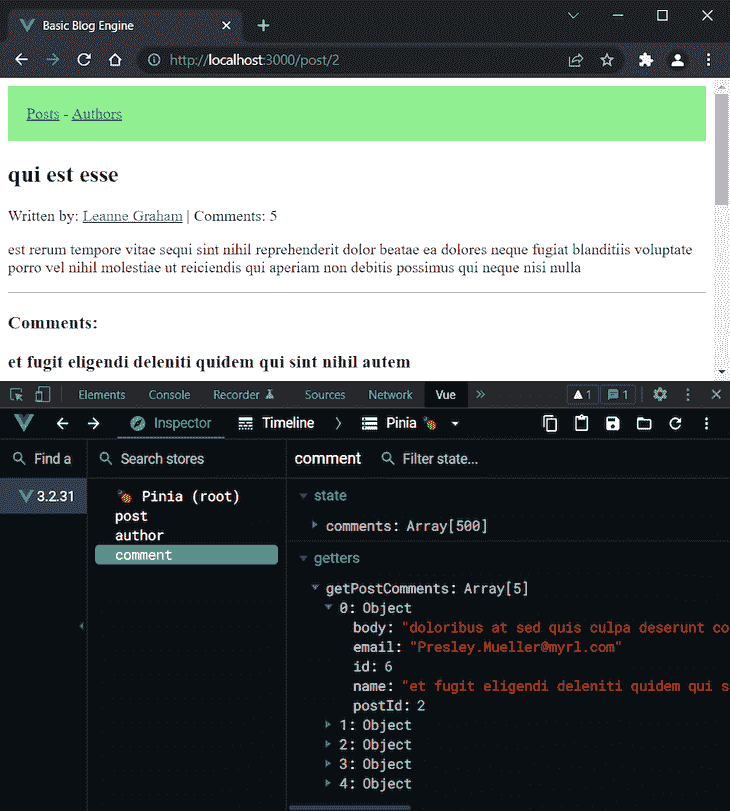 Basic Blog Engine
http://localhost:3000/post/2
Posts - Authors
qui est esse
Written by: Leanne Graham | Comments: 5
est rerum tempore vitae sequi sint nihil reprehenderit dolor beatae ea dolores neque fugiat blanditiis voluptate
porro vel nihil molestiae ut reiciendis qui aperiam non debitis possimus qui neque nisi nulla
Comments:
et fugit eligendi deleniti quidem qui sint nihil autem
Elements Console Recorder Sources Network Vue » 1 1
Inspector Timeline Pinia
Find a Search stores comment Filter state...
3.2.31
Pinia (root)
post
author
comment
state
comments: Array[500]
getters
getPostComments: Array[5]
0: Object
body: "doloribus at sed quis culpa deserunt co
email: "Presley.Mueller@myrl.com"
id: 6
name: "et fugit eligendi deleniti quidem qui s
postId: 2
1: Object
2: Object
3: Object
4: Object